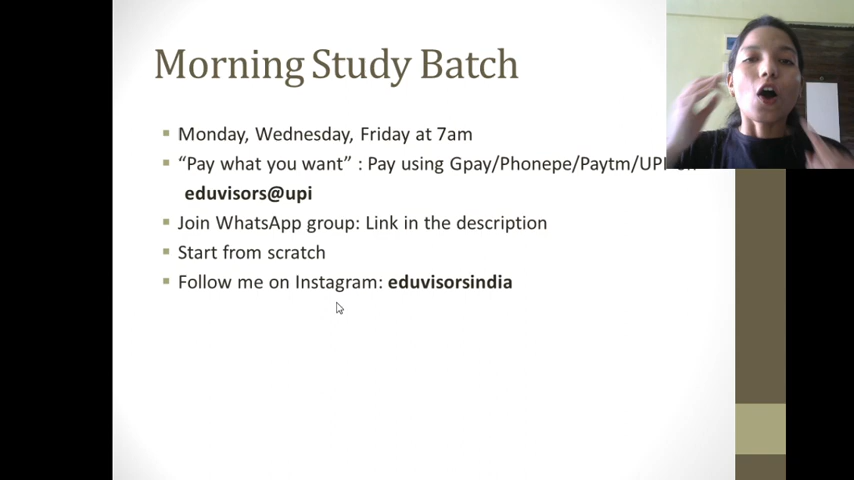 Morning Study Batch
Monday, Wednesday, Friday at 7am
“Pay what you want” : Pay using Gpay/Phonepe/Paytm/UPI
eduvisors@upi
Join WhatsApp group: Link in the description
Start from scratch
Follow me on Instagram: eduvisorsindia